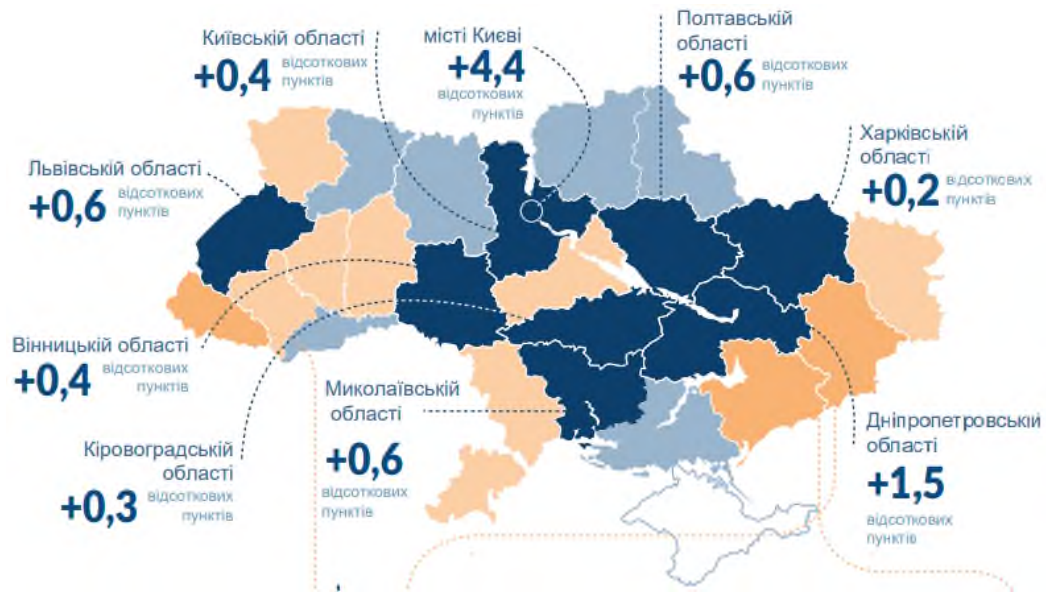 Київській області
+0,4 відсоткових
пунктів
місті Києві
+4,4
відсоткових
пунктів
Полтавській
області
+0,6 відсоткових
пунктів
Харківській
області
+0,2 відсоткових
пунктів
Львівській області
+0,6 відсоткових
пунктів
Вінницькій області
+0,4 відсоткових
пунктів
Кіровоградській
області
+0,3 відсоткових
пунктів
Миколаївській
області
+0,6
відсоткових
пунктів
Дніпропетровській
області
+1,5
відсоткових
пунктів